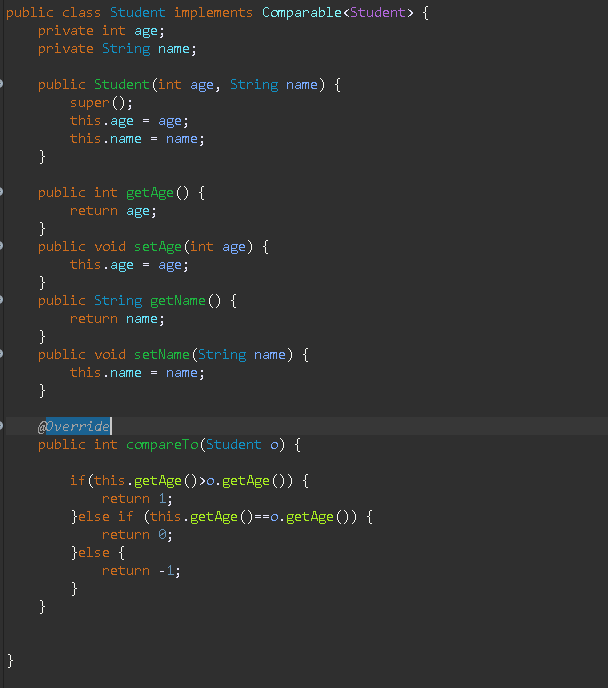 public class Student implements Comparable<Student> {
    private int age;
    private String name;

    public Student(int age, String name) {
        super();
        this.age = age;
        this.name = name;
    }

    public int getAge() {
        return age;
    }
    public void setAge(int age) {
        this.age = age;
    }
    public String getName() {
        return name;
    }
    public void setName(String name) {
        this.name = name;
    }

    @Override
    public int compareTo(Student o) {

        if(this.getAge()>o.getAge()) {
            return 1;
        }else if (this.getAge()==o.getAge()) {
            return 0;
        }else {
            return -1;
        }
    }


}